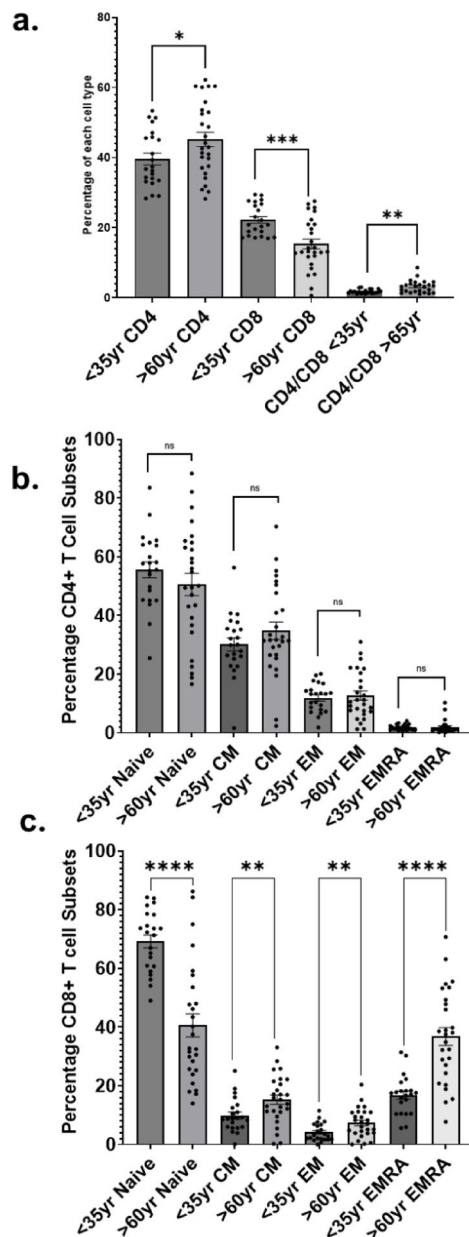 a.
Percentage of each cell type
80
60
40
20
0
*
***
**
<35yr CD4
>60yr CD4
<35yr CD8
>60yr CD8
CD4/CD8 <35yr
CD4/CD8 >65yr
b.
Percentage CD4+ T Cell Subsets
100
80
60
40
20
0
ns
ns
ns
ns
<35yr Naive
>60yr Naive
<35yr CM
>60yr CM
<35yr EM
>60yr EM
<35yr EMRA
>60yr EMRA
c.
Percentage CD8+ T cell Subsets
100
80
60
40
20
0
****
**
**
****
<35yr Naive
>60yr Naive
<35yr CM
>60yr CM
<35yr EM
>60yr EM
<35yr EMRA
>60yr EMRA